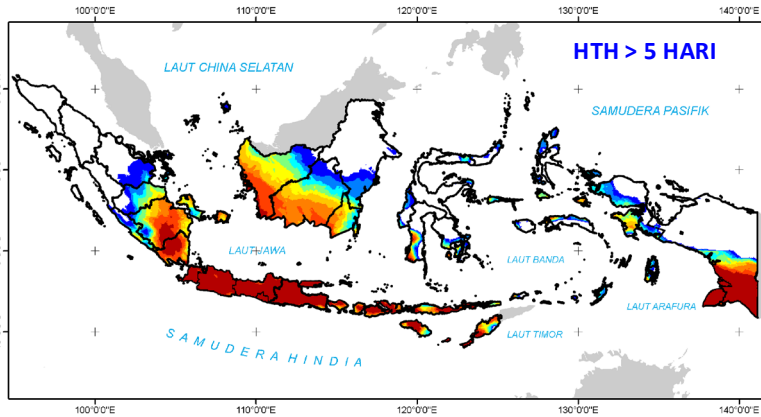 100°0'0"E 110°0'0"E 120°0'0"E 130°0'0"E 140°0'0"E
HTH > 5 HARI
LAUT CHINA SELATAN
SAMUDERA PASIFIK
LAUT JAWA
LAUT BANDA
LAUT ARAFURA
LAUT TIMOR
SAMUDERA HINDIA
100°0'0"E 110°0'0"E 120°0'0"E 130°0'0"E 140°0'0"E